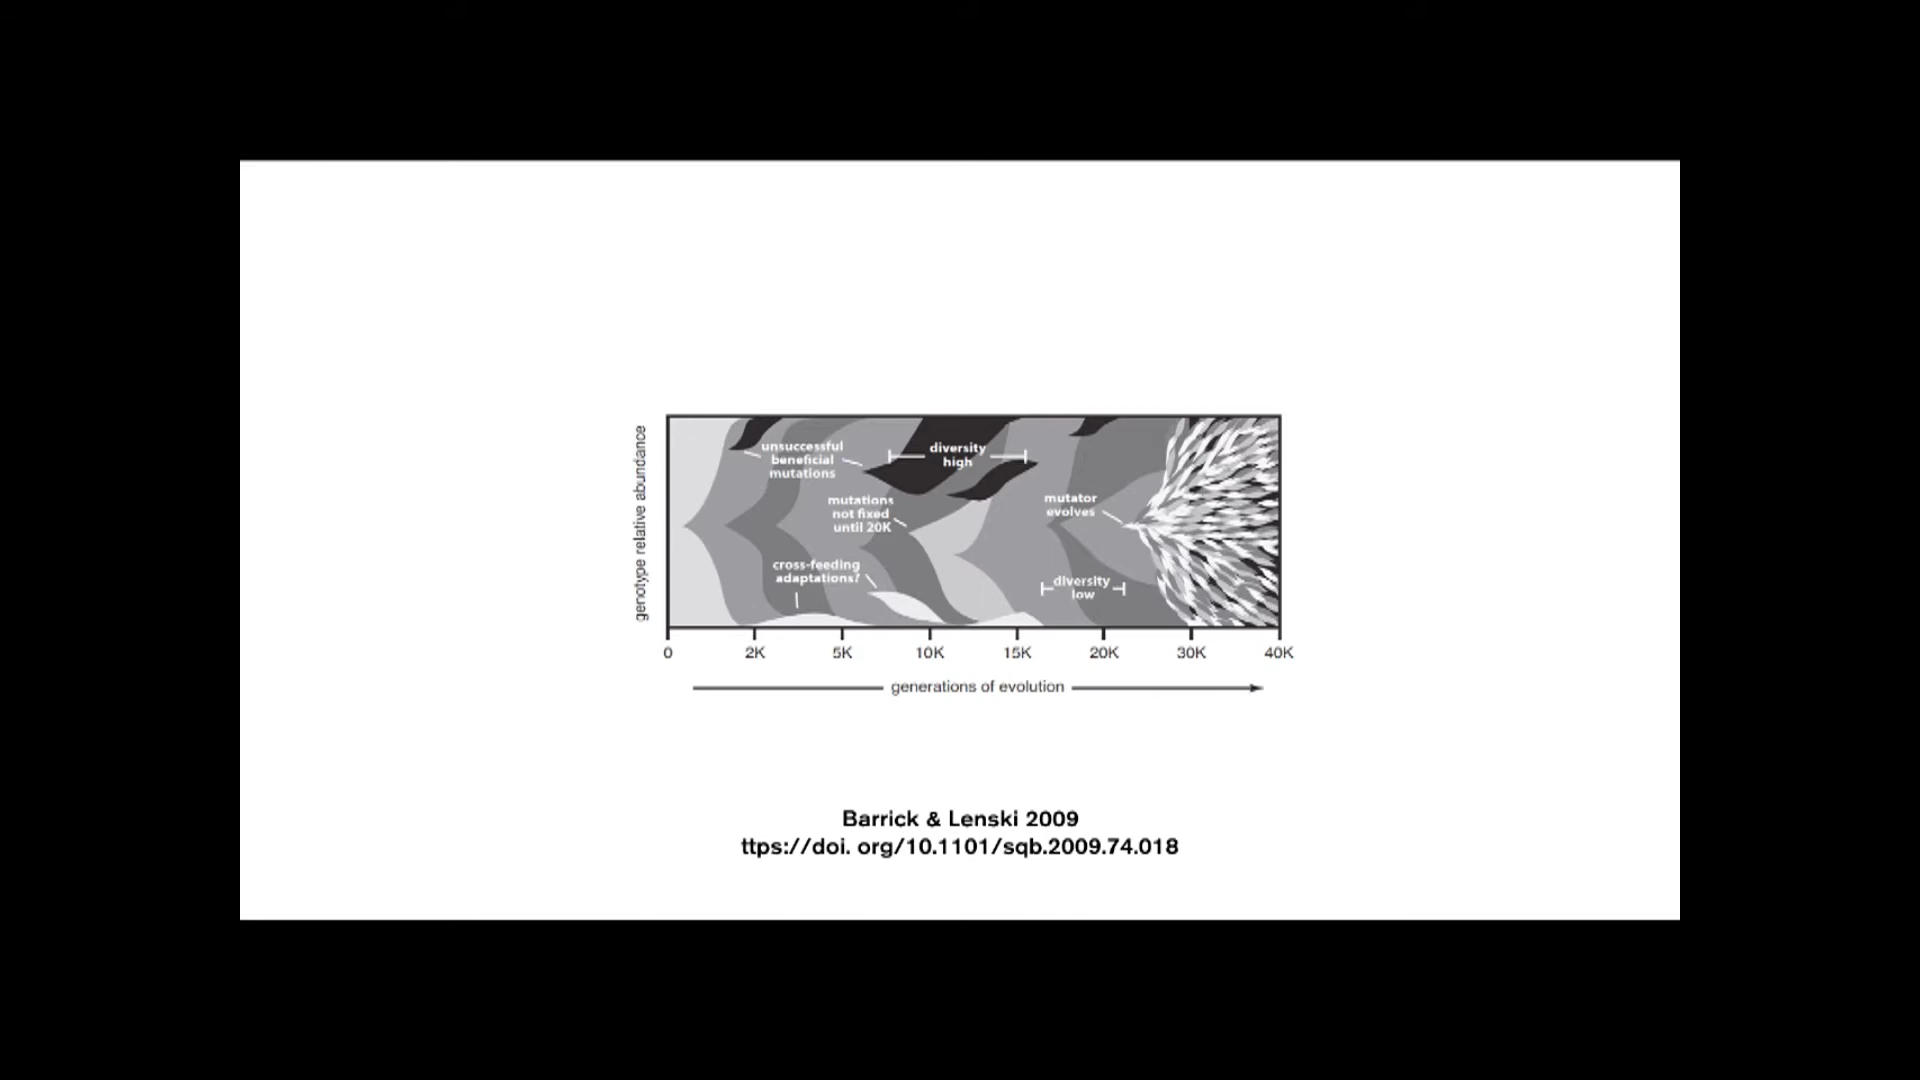 genotype relative abundance
unsuccessful
beneficial
mutations
diversity
high
mutations
not fixed
until 20K
mutator
evolves
cross-feeding
adaptations?
diversity
low
0 2K 5K 10K 15K 20K 30K 40K
generations of evolution
Barrick & Lenski 2009
ttps://doi. org/10.1101/sqb.2009.74.018